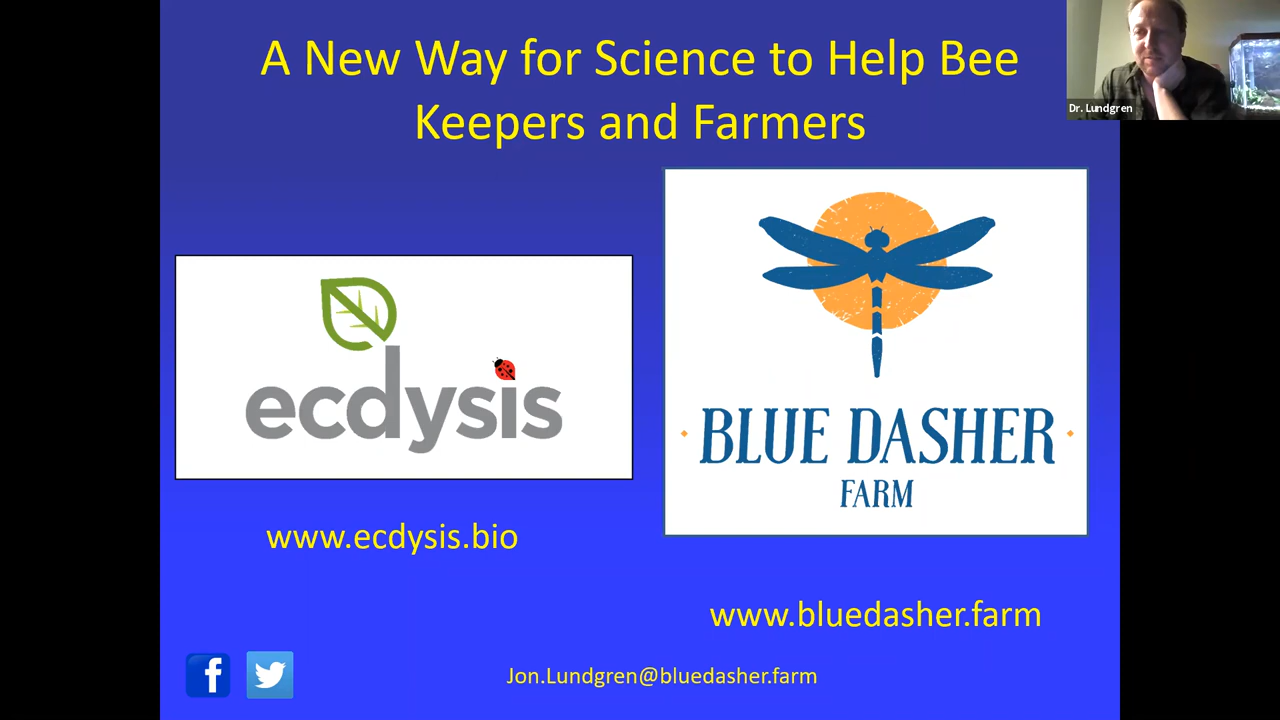 A New Way for Science to Help Bee
Keepers and Farmers
Dr. Lundgren
ecdysis
BLUE DASHER
FARM
www.ecdysis.bio
www.bluedasher.farm
Jon.Lundgren@bluedasher.farm